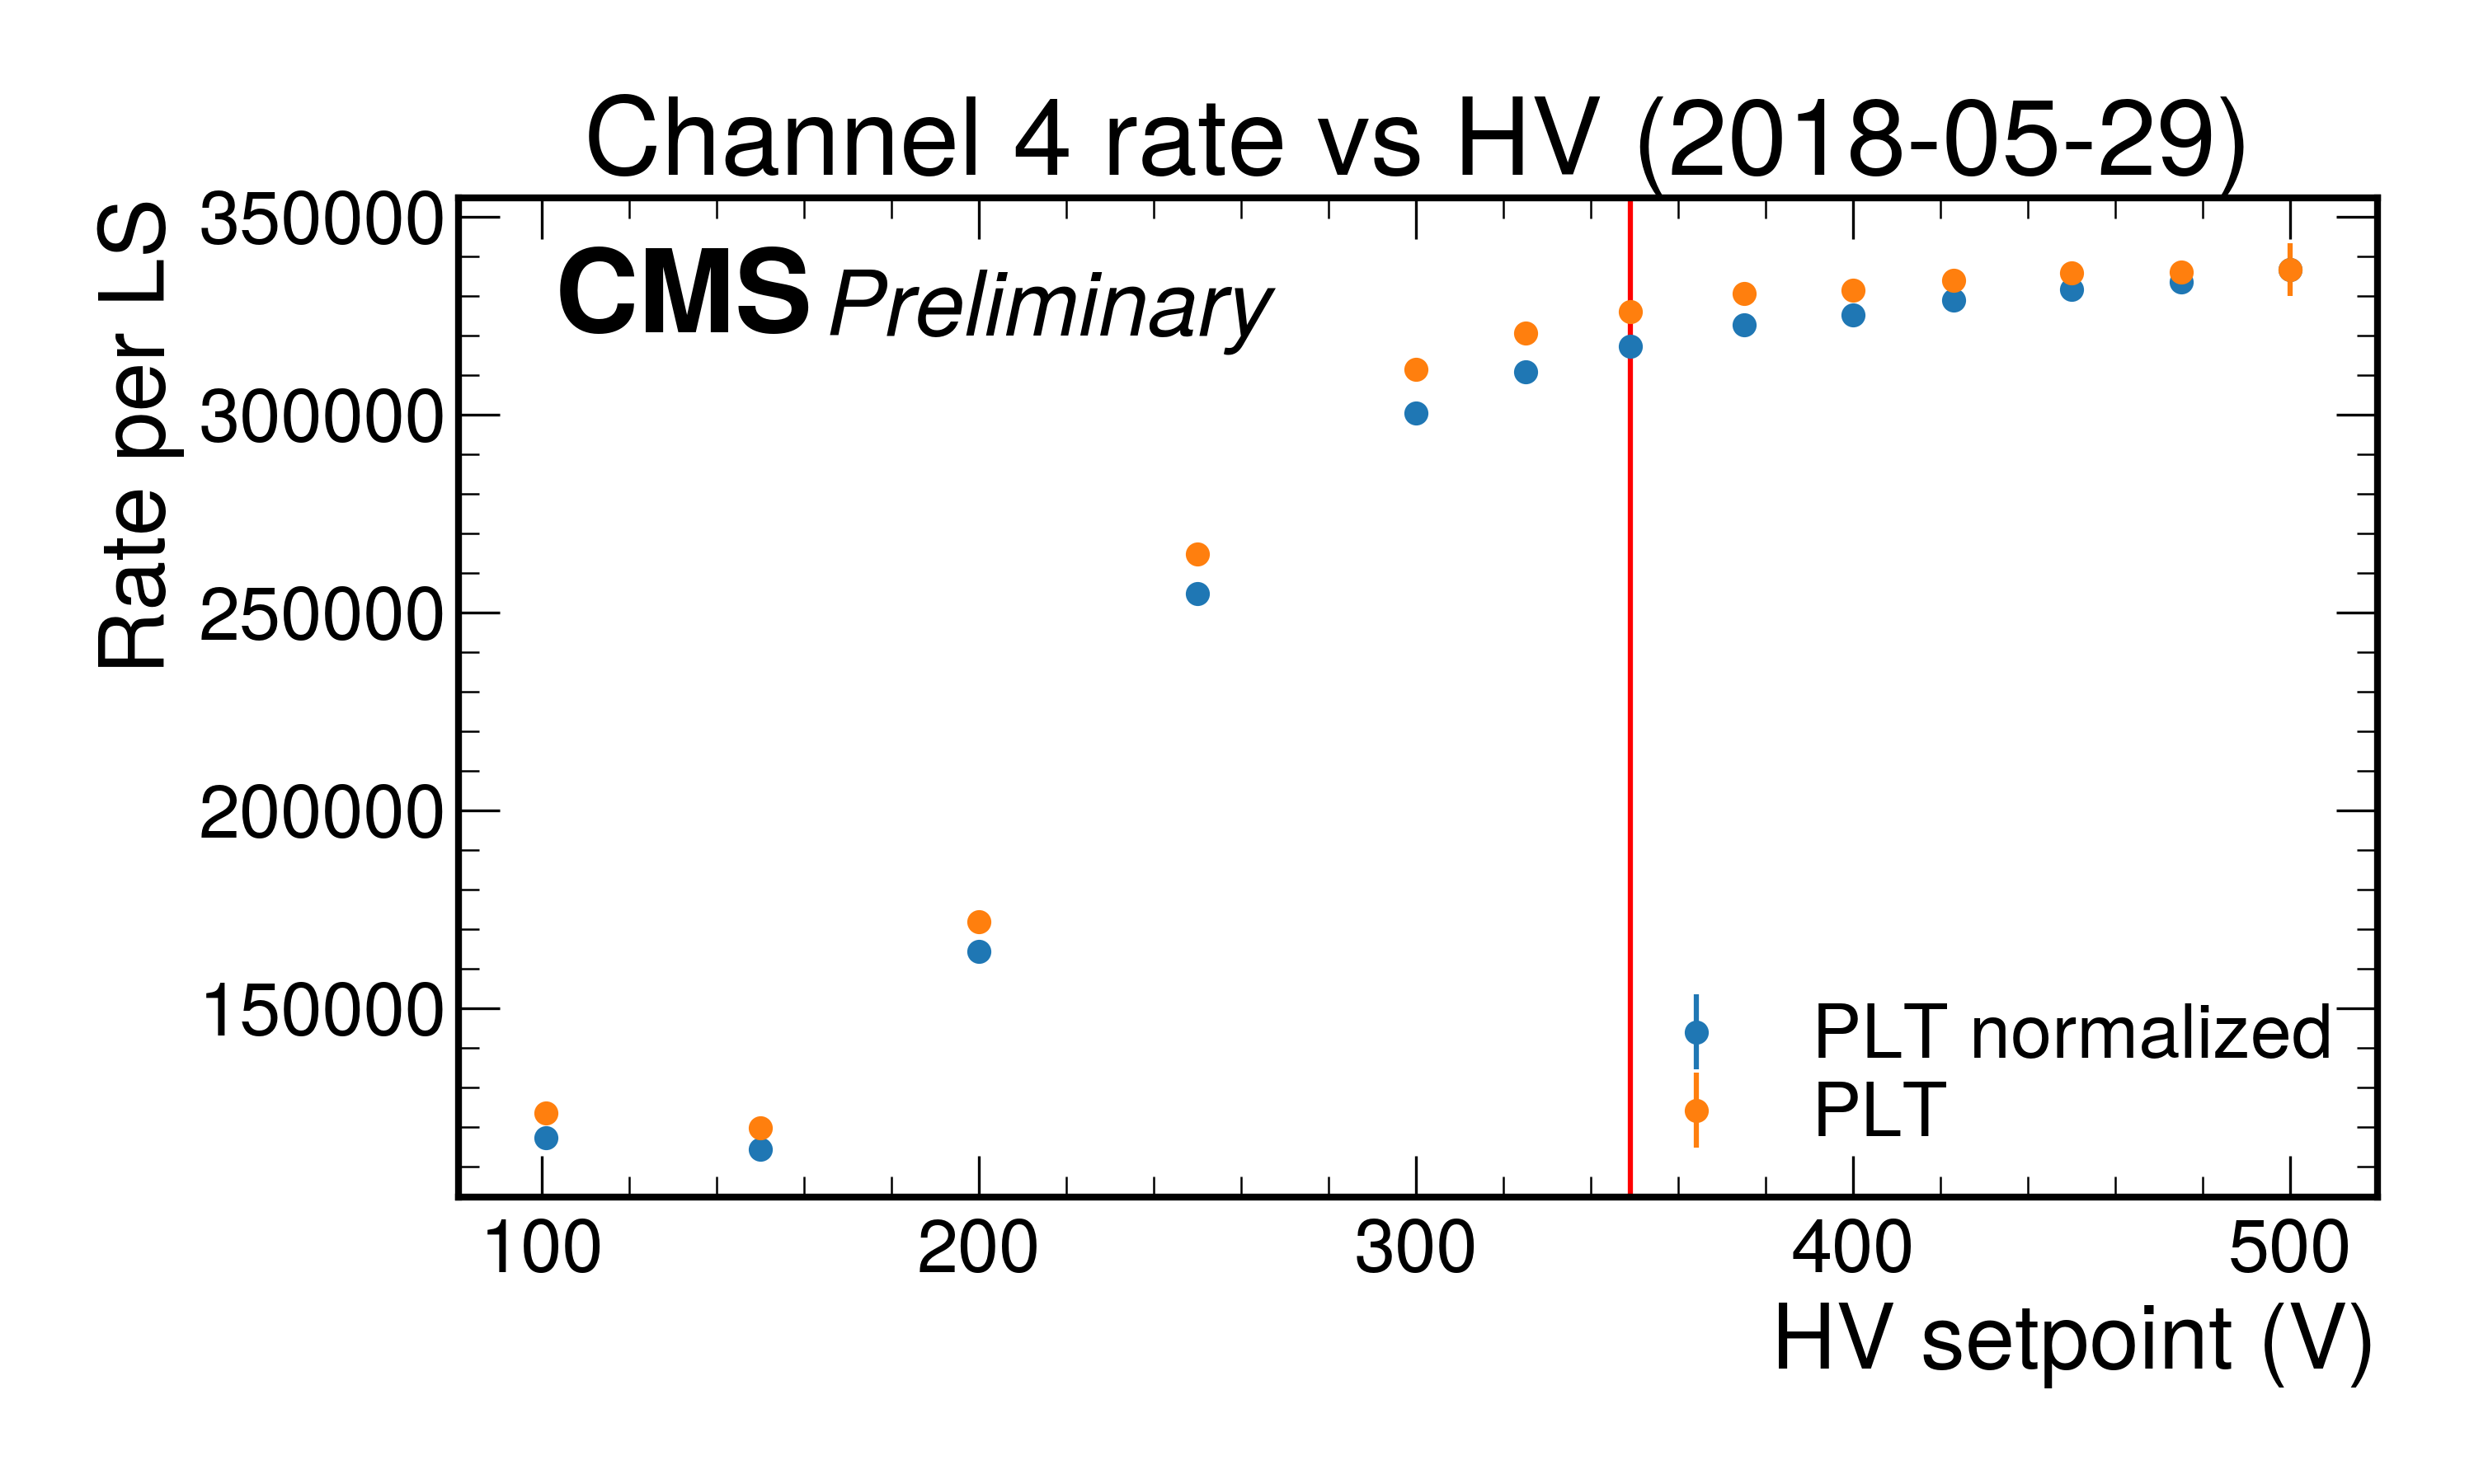 Channel 4 rate vs HV (2018-05-29)
CMS Preliminary
Rate per LS
350000
300000
250000
200000
150000
PLT normalized
PLT
100 200 300 400 500
HV setpoint (V)